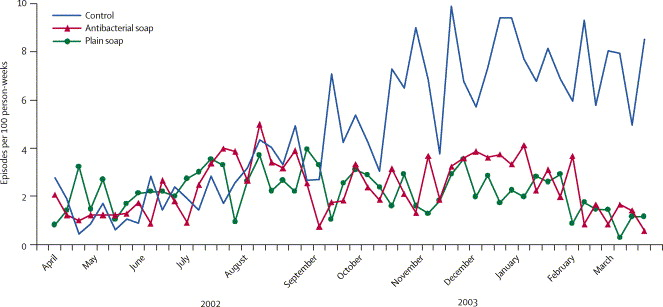 10
8
6
4
2
0
Episodes per 100 person-weeks
Control
Antibacterial soap
Plain soap
April
May
June
July
August
September
October
November
December
January
February
March
2002
2003